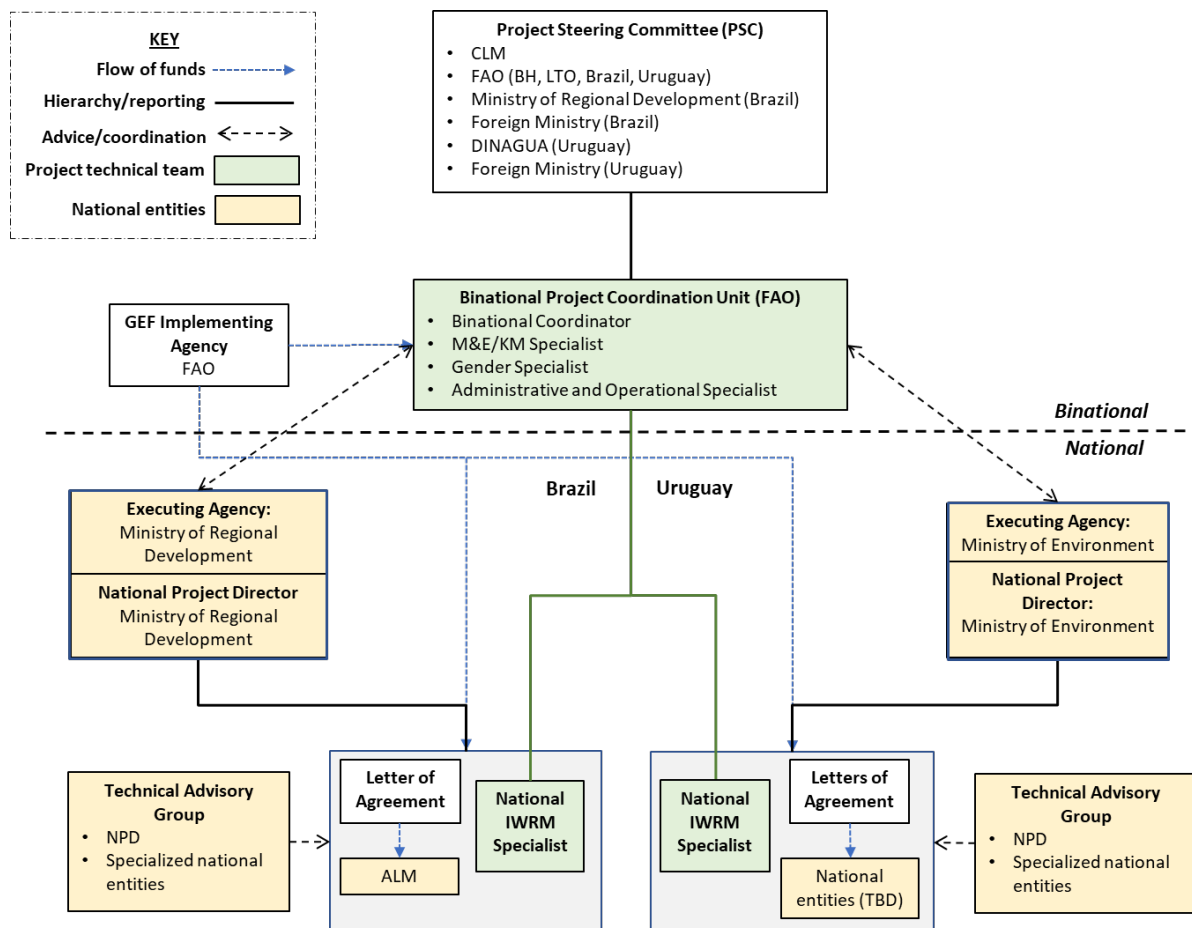 KEY
Flow of funds
Hierarchy/reporting
Advice/coordination
Project technical team
National entities
Project Steering Committee (PSC)
• CLM
• FAO (BH, LTO, Brazil, Uruguay)
• Ministry of Regional Development (Brazil)
• Foreign Ministry (Brazil)
• DINAGUA (Uruguay)
• Foreign Ministry (Uruguay)
GEF Implementing
Agency
FAO
Binational Project Coordination Unit (FAO)
• Binational Coordinator
• M&E/KM Specialist
• Gender Specialist
• Administrative and Operational Specialist
Binational
National
Brazil
Uruguay
Executing Agency:
Ministry of Regional
Development
National Project Director
Ministry of Regional
Development
Executing Agency:
Ministry of Environment
National Project
Director:
Ministry of Environment
Technical Advisory
Group
• NPD
• Specialized national
entities
Letter of
Agreement
ALM
National
IWRM
Specialist
National
IWRM
Specialist
Letters of
Agreement
National
entities (TBD)
Technical Advisory
Group
• NPD
• Specialized national
entities